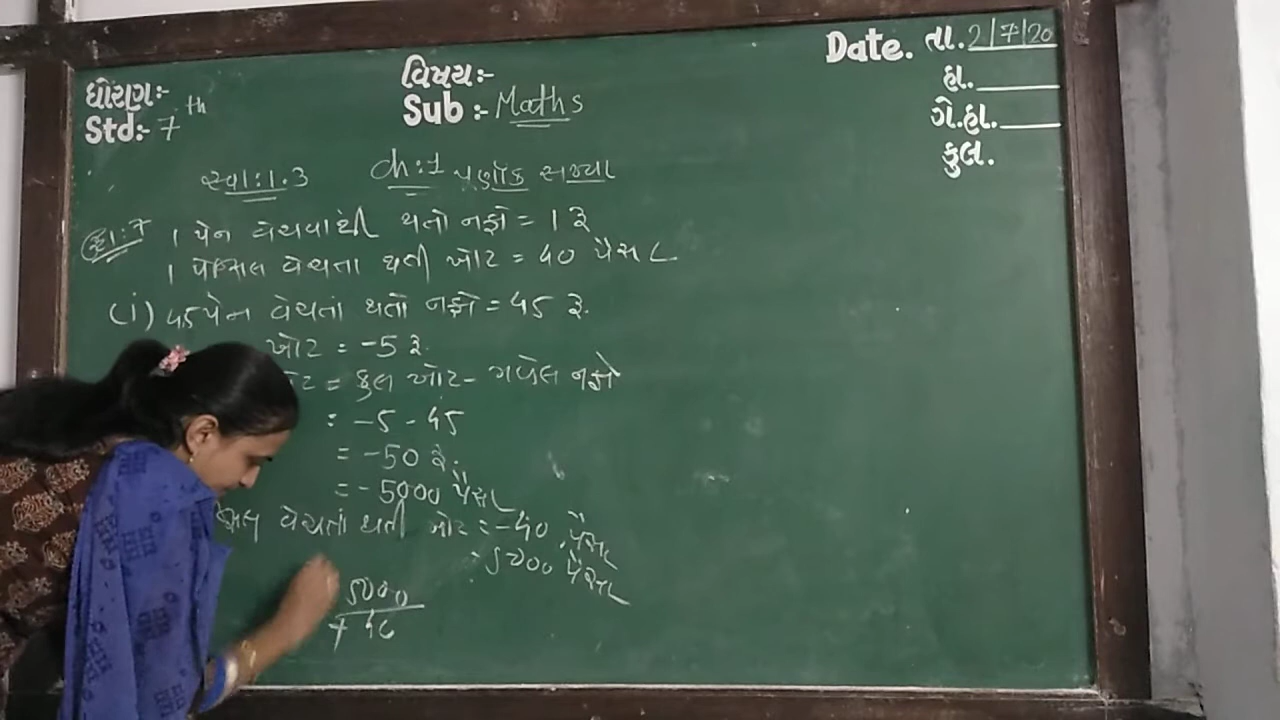 ધોરણ:-
Std:- 7th
વિષય:-
Sub :- Maths
Date. તા. 2/7/20
હા.
ગે.હા.
કુલ.
સ્વા:1.3 ch:1 પૂર્ણાંક સંખ્યા
દા:7 1 પેન વેચવાથી થતો નફો = 1 રૂ
1 પેન્સિલ વેચતા થતી ખોટ = 40 પૈસા
(i) 45 પેન વેચતાં થતો નફો = 45 રૂ.
ખોટ = -5 રૂ.
= કુલ ખોટ - મળેલ નફો
= -5 - 45
= -50 રૂ.
= -5000 પૈસા
વેચતાં થતી ખોટ = -40 પૈસા
5000 પૈસા
5000